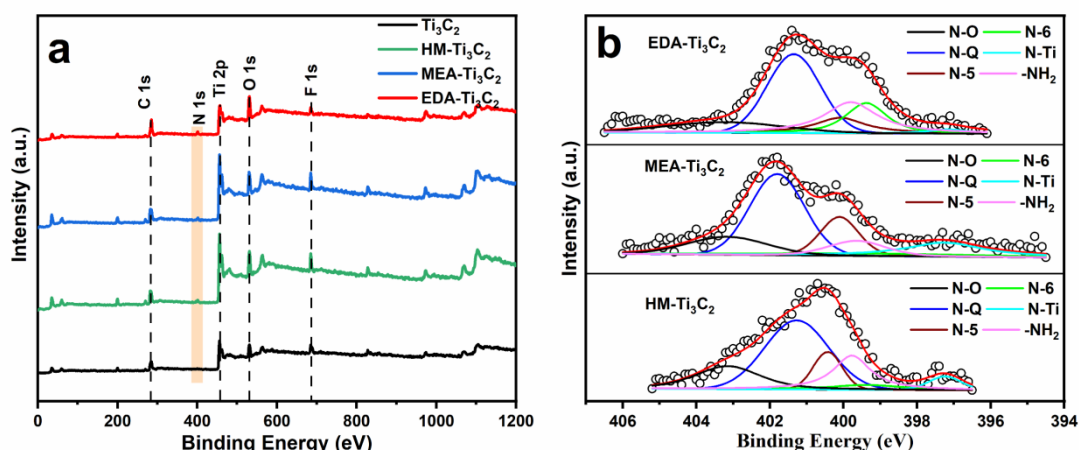 a
Ti₃C₂
HM-Ti₃C₂
MEA-Ti₃C₂
EDA-Ti₃C₂
C 1s
N 1s
Ti 2p
O 1s
F 1s
Intensity (a.u.)
0 200 400 600 800 1000 1200
Binding Energy (eV)
b
EDA-Ti₃C₂
N-O N-6
N-Q N-Ti
N-5 -NH₂
MEA-Ti₃C₂
N-O N-6
N-Q N-Ti
N-5 -NH₂
HM-Ti₃C₂
N-O N-6
N-Q N-Ti
N-5 -NH₂
Intensity (a.u.)
406 404 402 400 398 396 394
Binding Energy (eV)